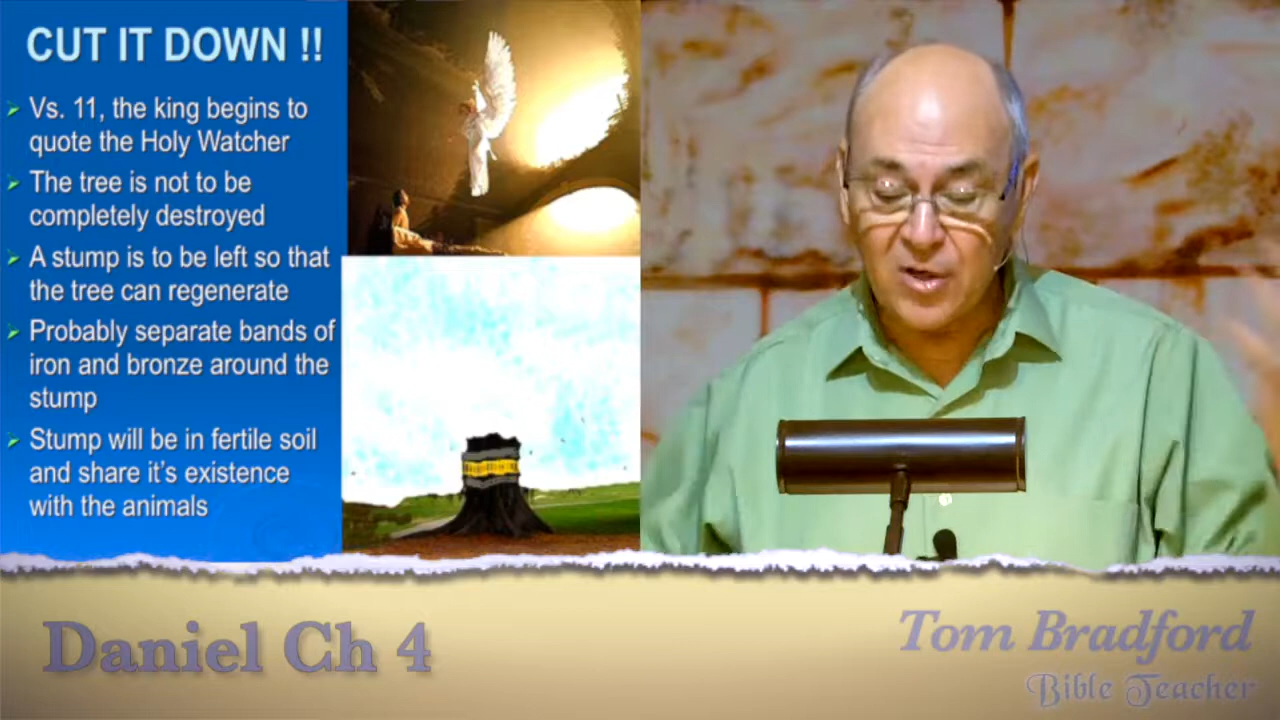 CUT IT DOWN !!
Vs. 11, the king begins to
quote the Holy Watcher
The tree is not to be
completely destroyed
A stump is to be left so that
the tree can regenerate
Probably separate bands of
iron and bronze around the
stump
Stump will be in fertile soil
and share it's existence
with the animals
Daniel Ch 4
Tom Bradford
Bible Teacher